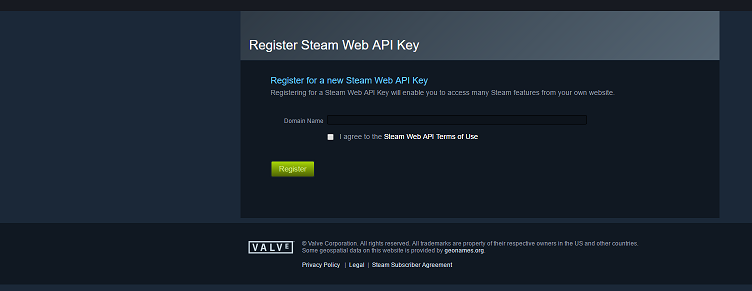 Register Steam Web API Key
Register for a new Steam Web API Key
Registering for a Steam Web API Key will enable you to access many Steam features from your own website.
Domain Name
I agree to the Steam Web API Terms of Use
Register
VALVE
© Valve Corporation. All rights reserved. All trademarks are property of their respective owners in the US and other countries.
Some geospatial data on this website is provided by geonames.org.
Privacy Policy | Legal | Steam Subscriber Agreement